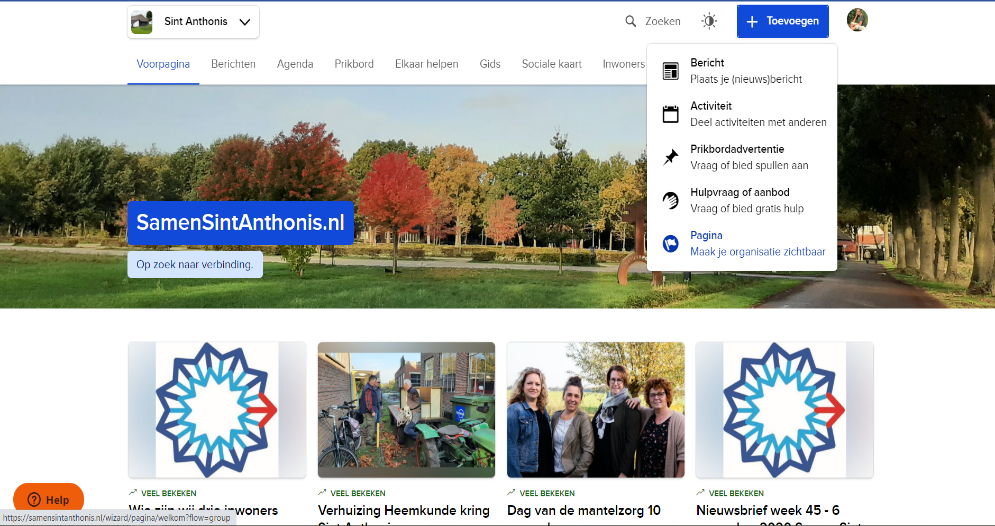 Sint Anthonis
Zoeken
Toevoegen
Voorpagina
Berichten
Agenda
Prikbord
Elkaar helpen
Gids
Sociale kaart
Inwoners
Bericht
Plaats je (nieuws)bericht
Activiteit
Deel activiteiten met anderen
Prikbordadvertentie
Vraag of bied spullen aan
Hulpvraag of aanbod
Vraag of bied gratis hulp
Pagina
Maak je organisatie zichtbaar
SamenSintAnthonis.nl
Op zoek naar verbinding.
VEEL BEKEKEN
Wie zijn wij drie inwoners
VEEL BEKEKEN
Verhuizing Heemkunde kring
Sint Anthonis
VEEL BEKEKEN
Dag van de mantelzorg 10
VEEL BEKEKEN
Nieuwsbrief week 45 - 6
Help
https://samensintanthonis.nl/wizard/pagina/welkom?flow=group